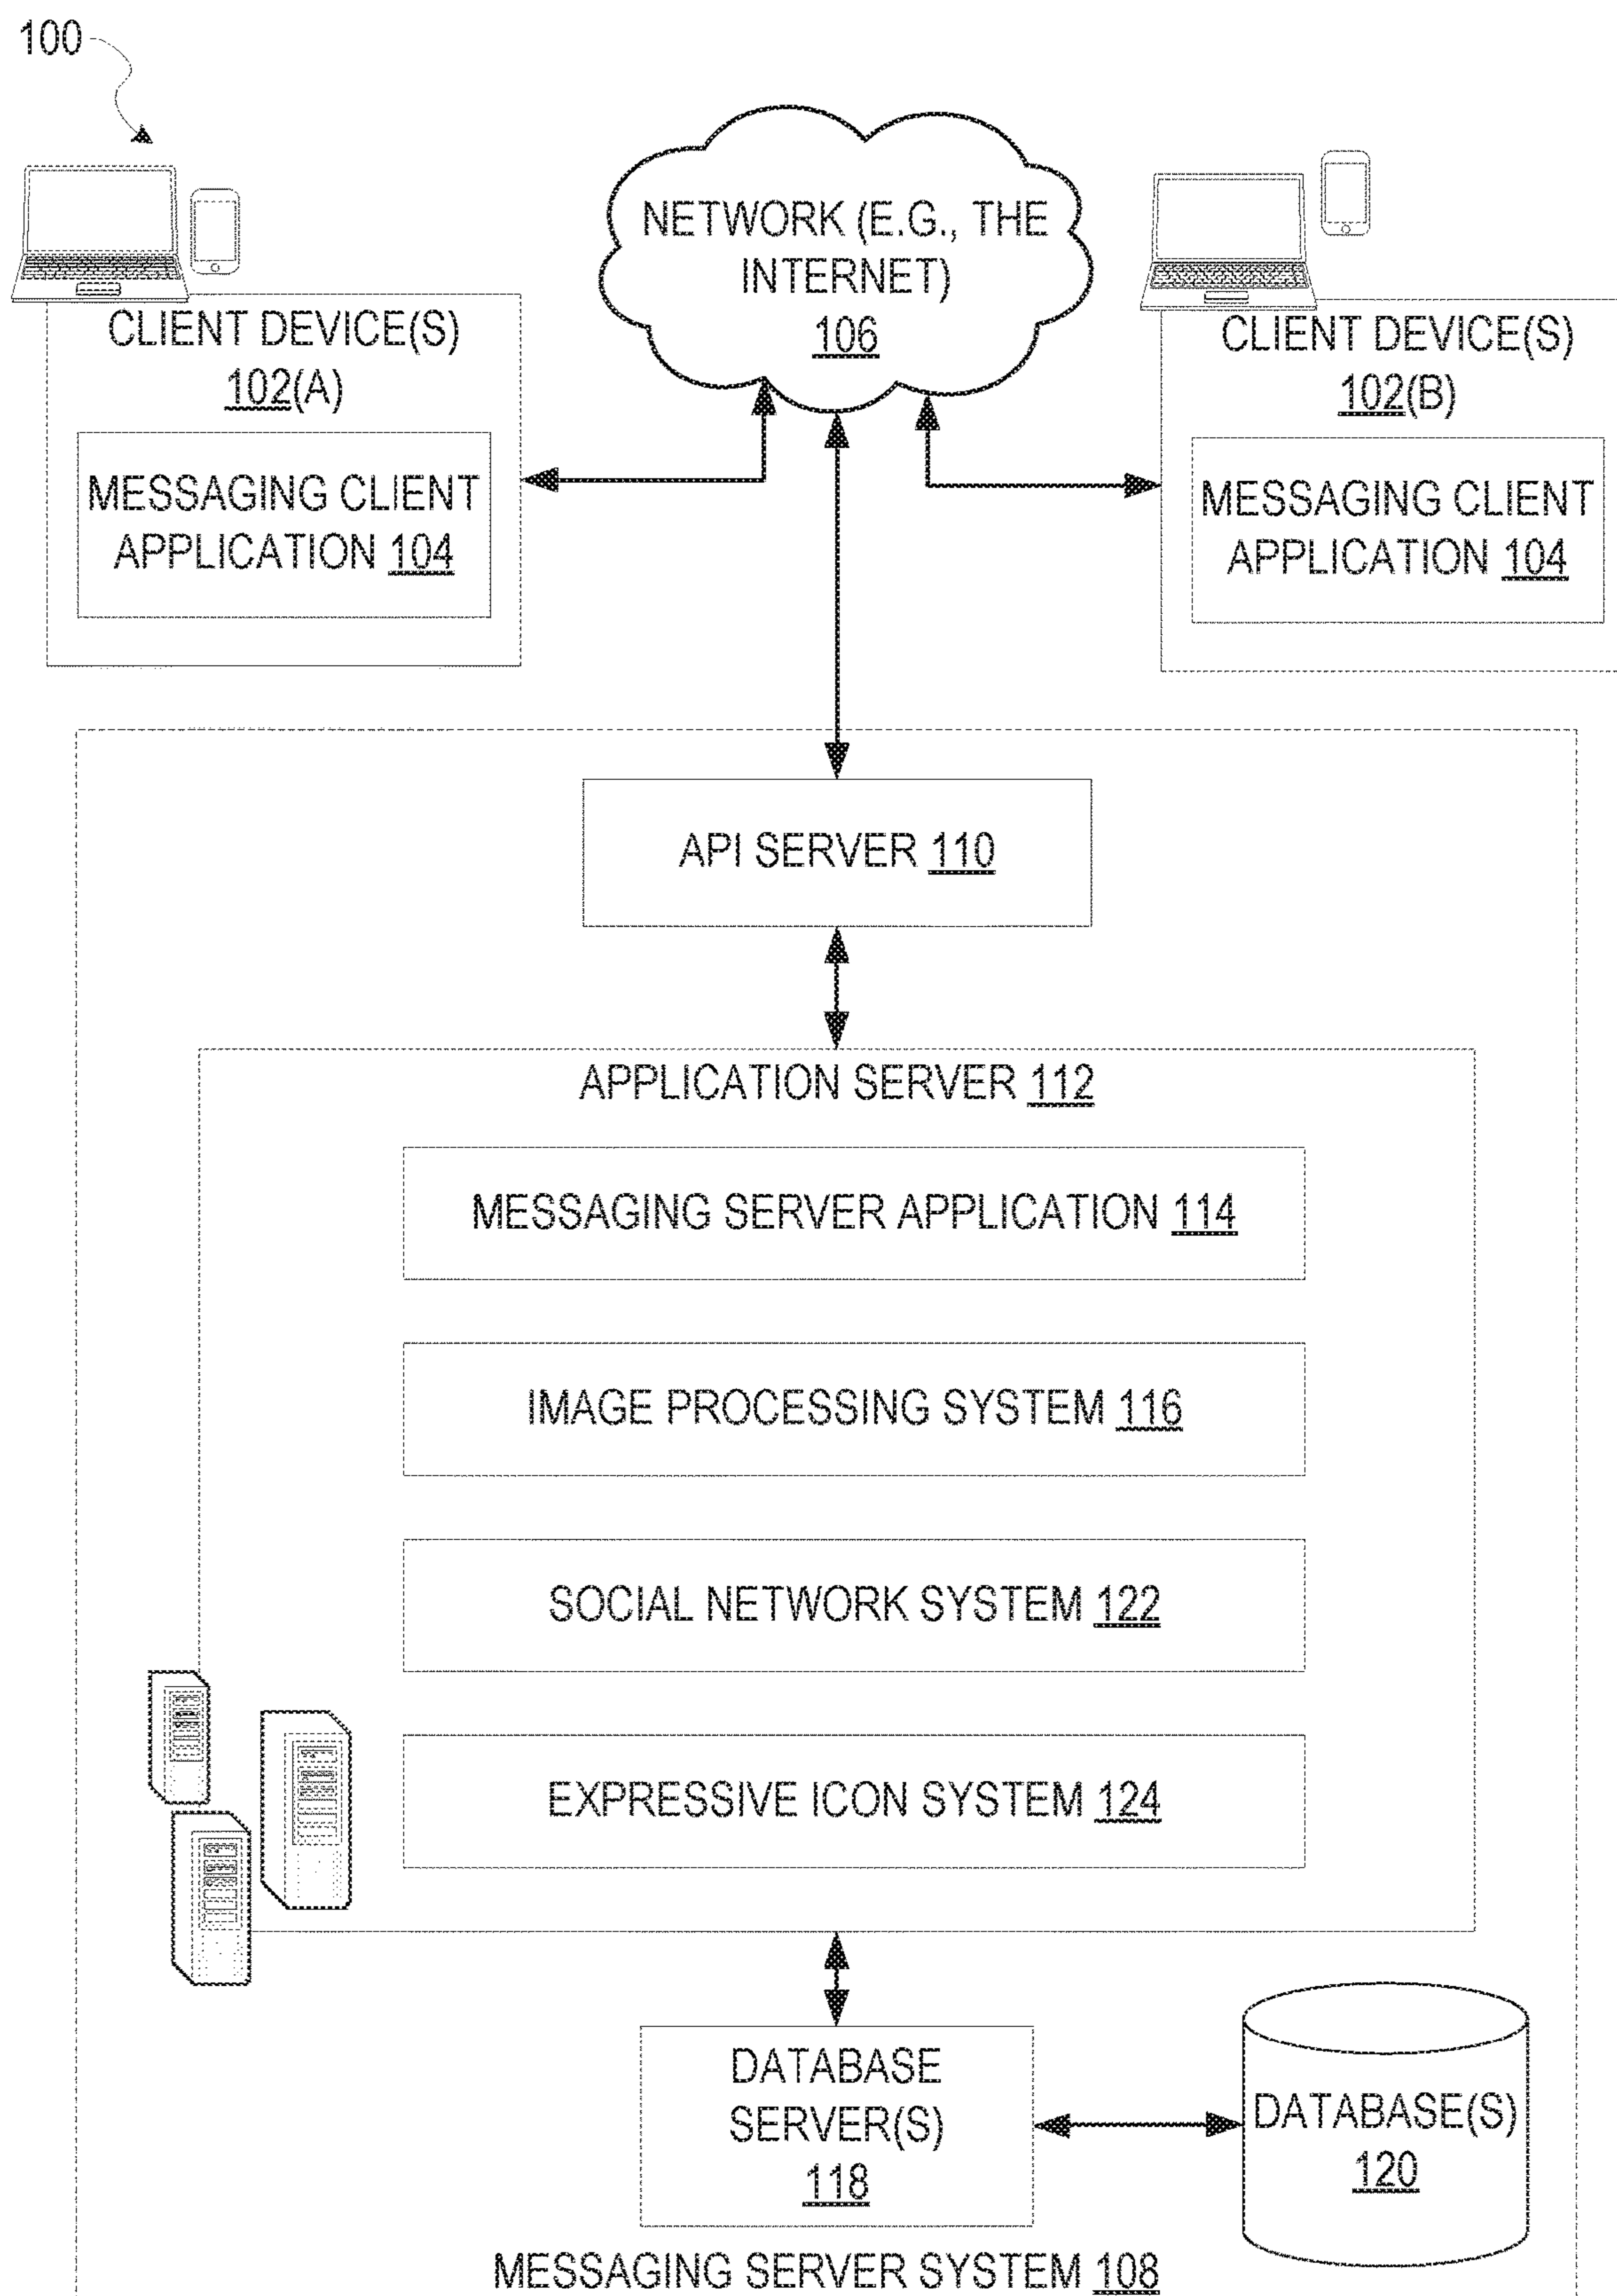 100
NETWORK (E.G., THE
INTERNET)
106
CLIENT DEVICE(S)
102(A)
MESSAGING CLIENT
APPLICATION 104
CLIENT DEVICE(S)
102(B)
MESSAGING CLIENT
APPLICATION 104
API SERVER 110
APPLICATION SERVER 112
MESSAGING SERVER APPLICATION 114
IMAGE PROCESSING SYSTEM 116
SOCIAL NETWORK SYSTEM 122
EXPRESSIVE ICON SYSTEM 124
DATABASE
SERVER(S)
118
DATABASE(S)
120
MESSAGING SERVER SYSTEM 108